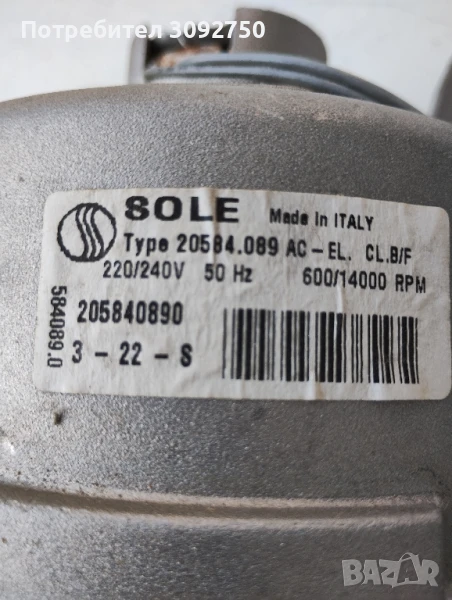 Потребител 3092750
SOLE Made in ITALY
Type 20584.089 AC-EL. CL.B/F
220/240V 50 Hz 600/14000 RPM
205840890
3-22-S
584089.0
BAZAR